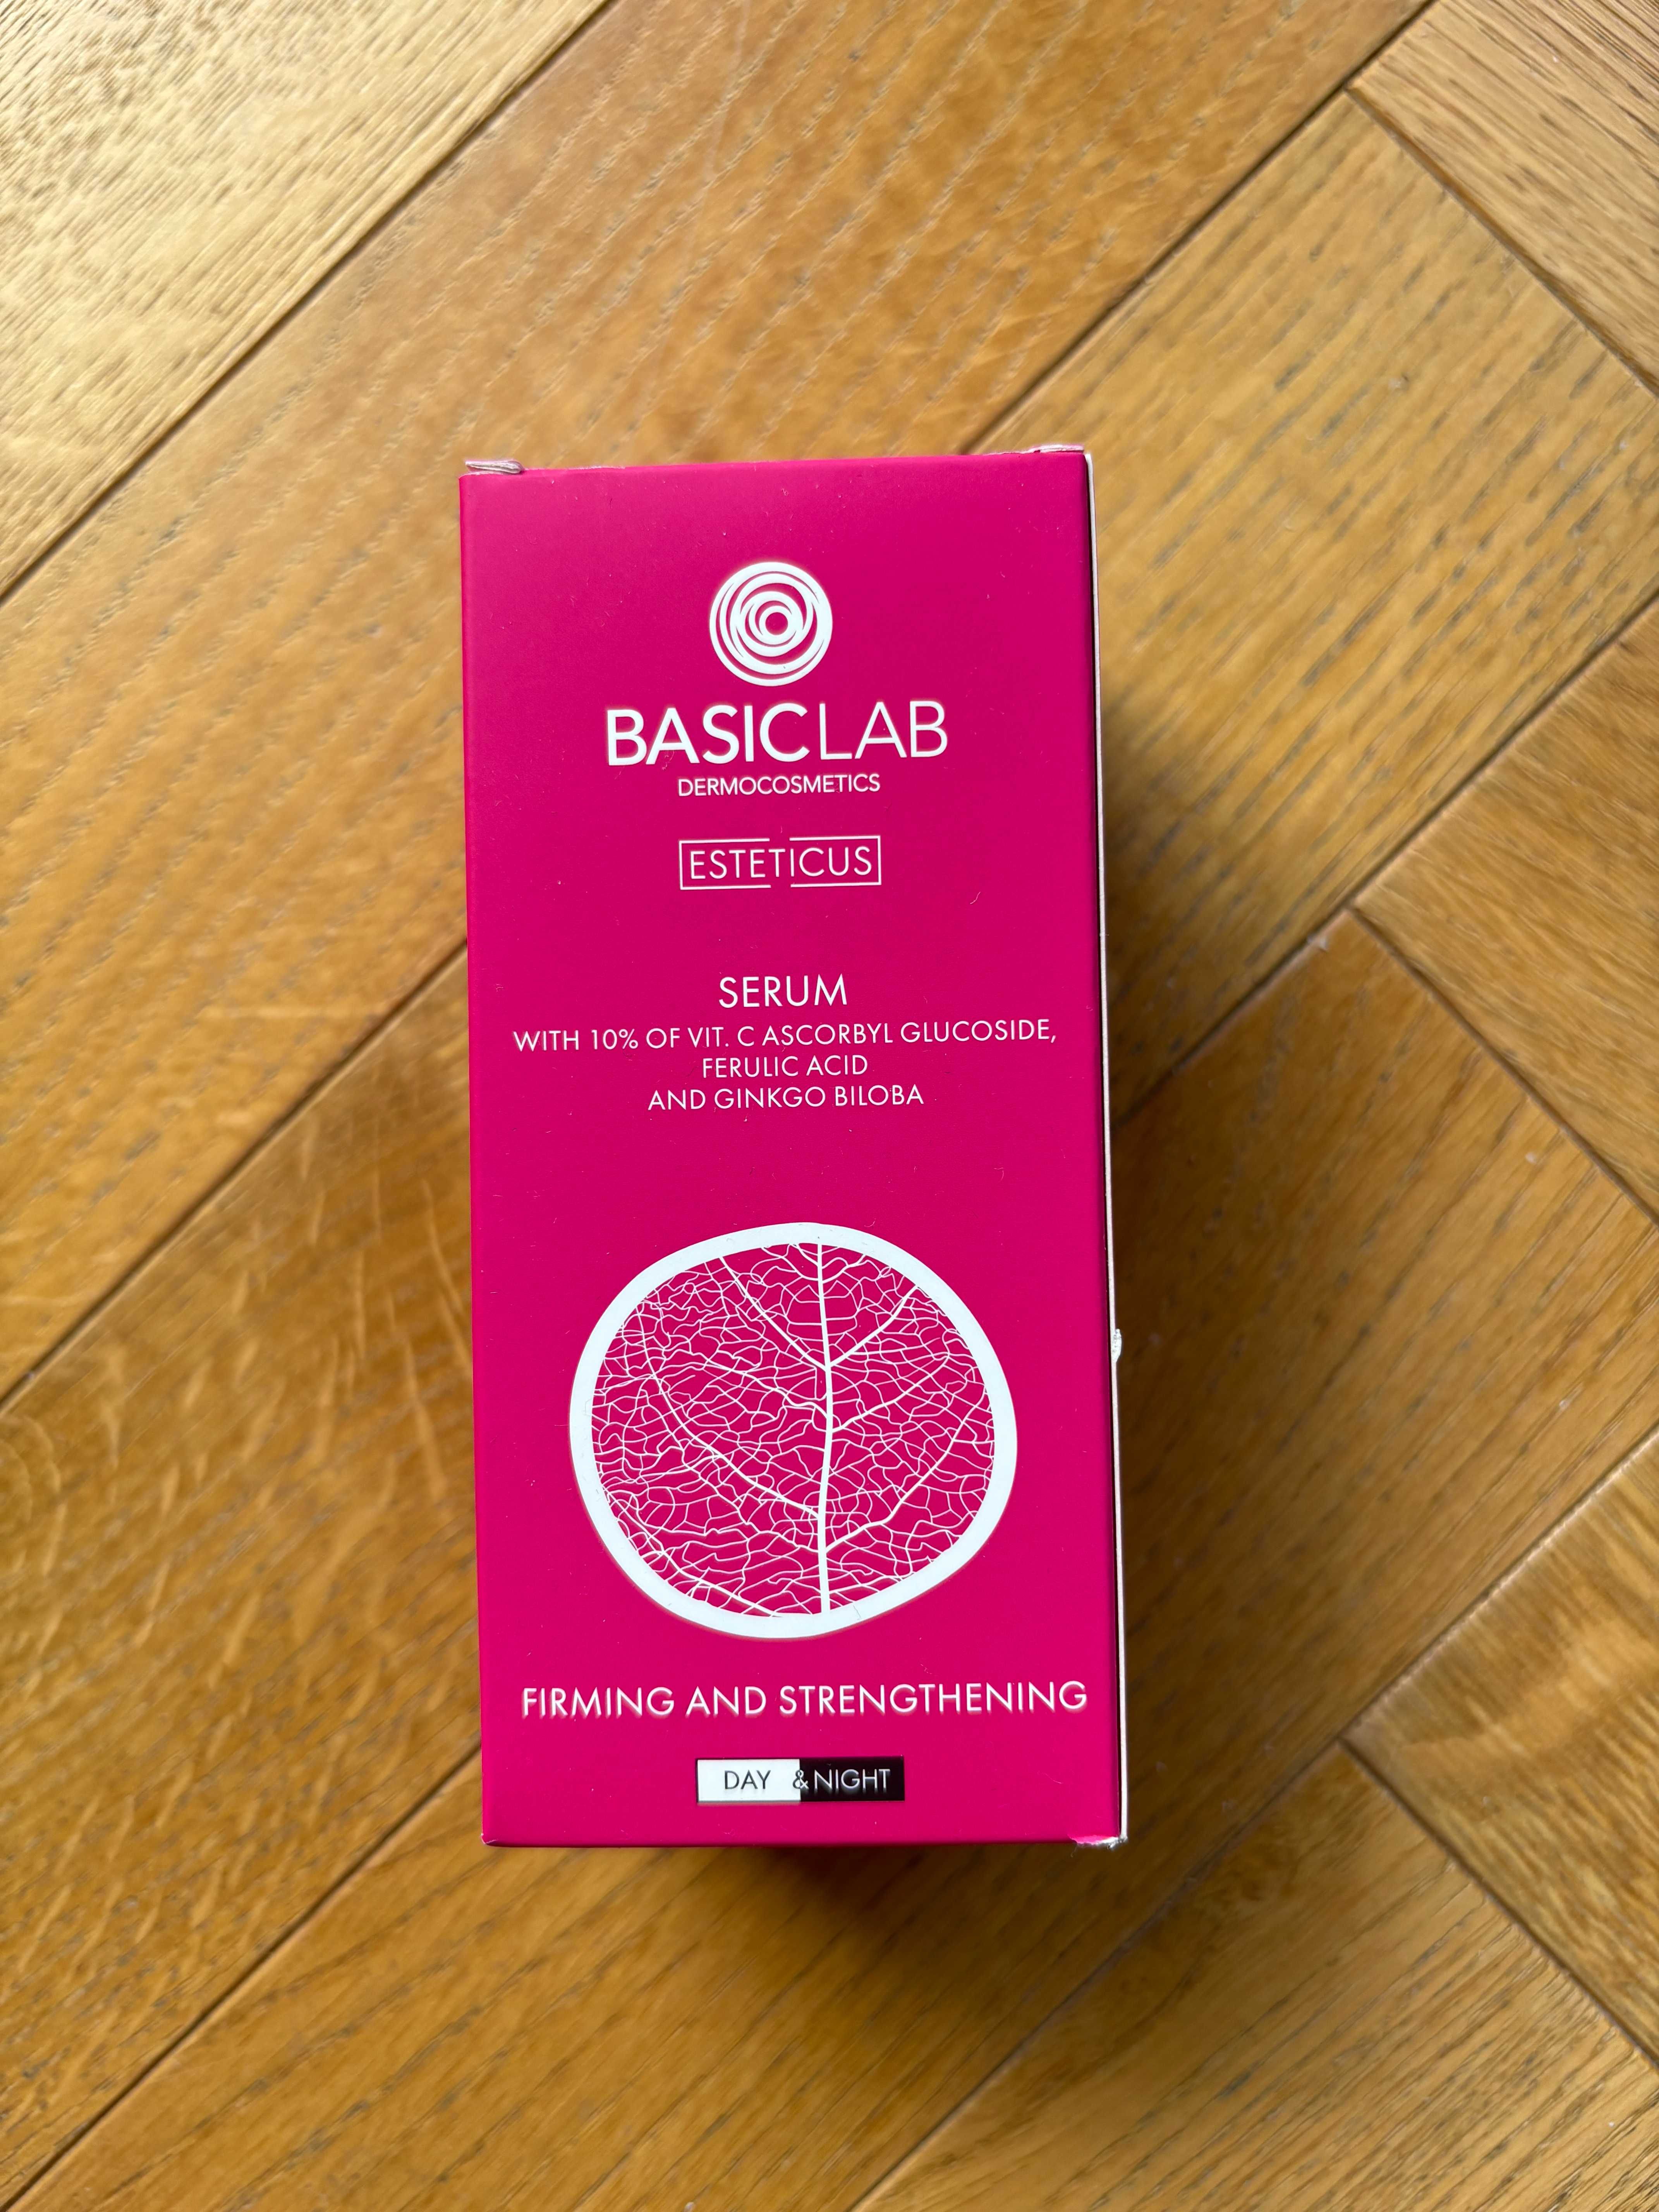 BASICLAB
DERMOCOSMETICS
ESTETICUS
SERUM
WITH 10% OF VIT. C ASCORBYL GLUCOSIDE,
FERULIC ACID
AND GINKGO BILOBA
FIRMING AND STRENGTHENING
DAY & NIGHT